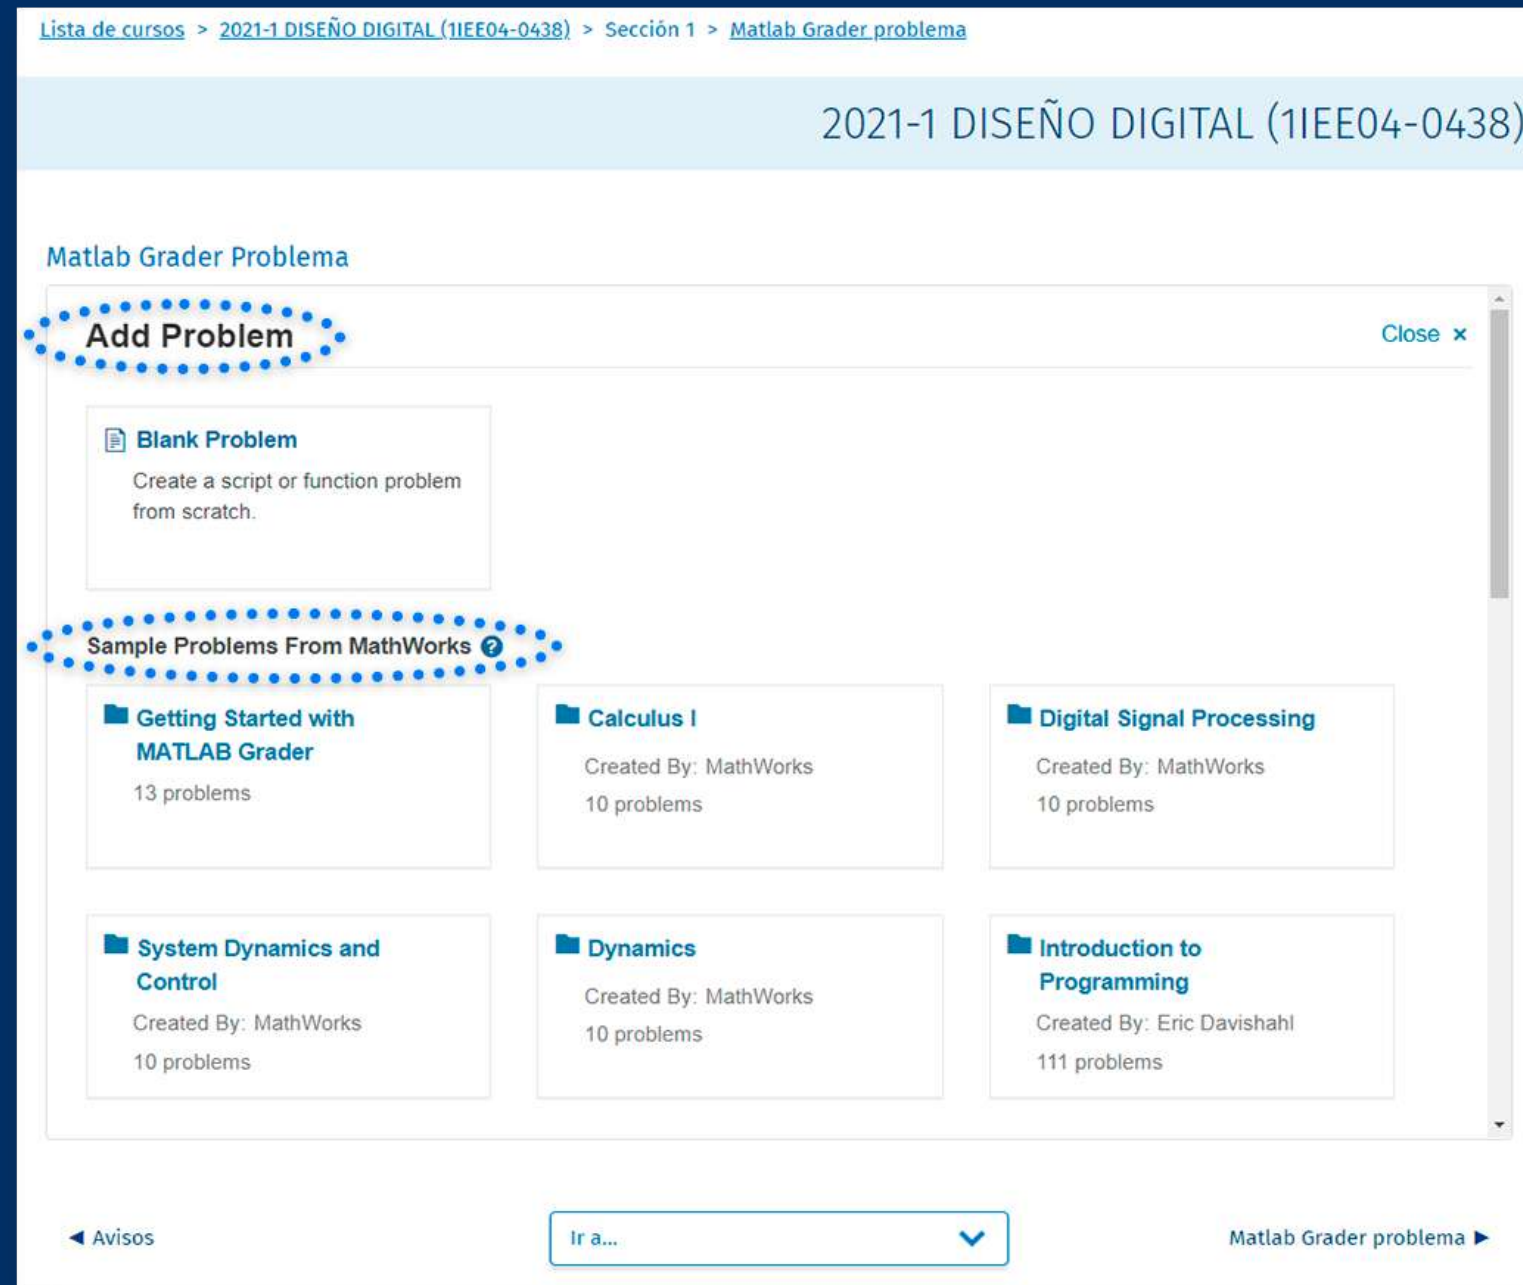 Lista de cursos > 2021-1 DISEÑO DIGITAL (1IEE04-0438) > Sección 1 > Matlab Grader problema
2021-1 DISEÑO DIGITAL (1IEE04-0438)
Matlab Grader Problema
Add Problem
Close ×
Blank Problem
Create a script or function problem
from scratch.
Sample Problems From MathWorks ?
Getting Started with
MATLAB Grader
13 problems
Calculus I
Created By: MathWorks
10 problems
Digital Signal Processing
Created By: MathWorks
10 problems
System Dynamics and
Control
Created By: MathWorks
10 problems
Dynamics
Created By: MathWorks
10 problems
Introduction to
Programming
Created By: Eric Davishahl
111 problems
◀ Avisos
Ir a...
Matlab Grader problema ▶